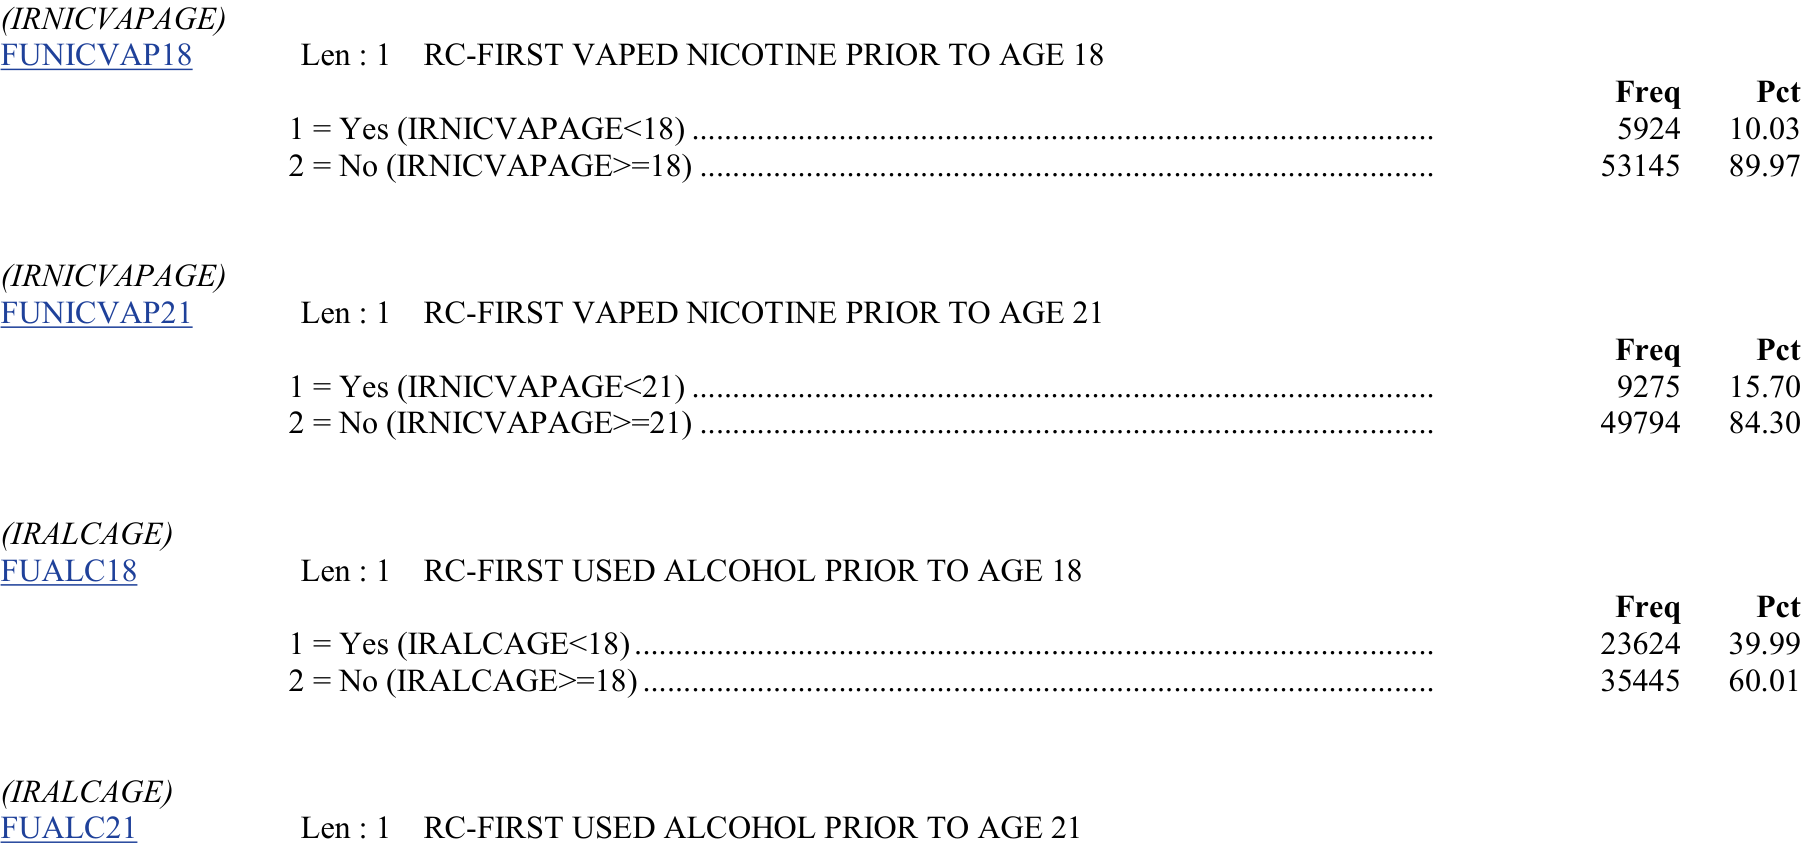 (IRNICVAPAGE)
FUNICVAP18 Len : 1 RC-FIRST VAPED NICOTINE PRIOR TO AGE 18
Freq Pct
1 = Yes (IRNICVAPAGE<18) ............................................................................................ 5924 10.03
2 = No (IRNICVAPAGE>=18) ........................................................................................... 53145 89.97
(IRNICVAPAGE)
FUNICVAP21 Len : 1 RC-FIRST VAPED NICOTINE PRIOR TO AGE 21
Freq Pct
1 = Yes (IRNICVAPAGE<21) ............................................................................................ 9275 15.70
2 = No (IRNICVAPAGE>=21) ........................................................................................... 49794 84.30
(IRALCAGE)
FUALC18 Len : 1 RC-FIRST USED ALCOHOL PRIOR TO AGE 18
Freq Pct
1 = Yes (IRALCAGE<18) ................................................................................................... 23624 39.99
2 = No (IRALCAGE>=18) .................................................................................................. 35445 60.01
(IRALCAGE)
FUALC21 Len : 1 RC-FIRST USED ALCOHOL PRIOR TO AGE 21